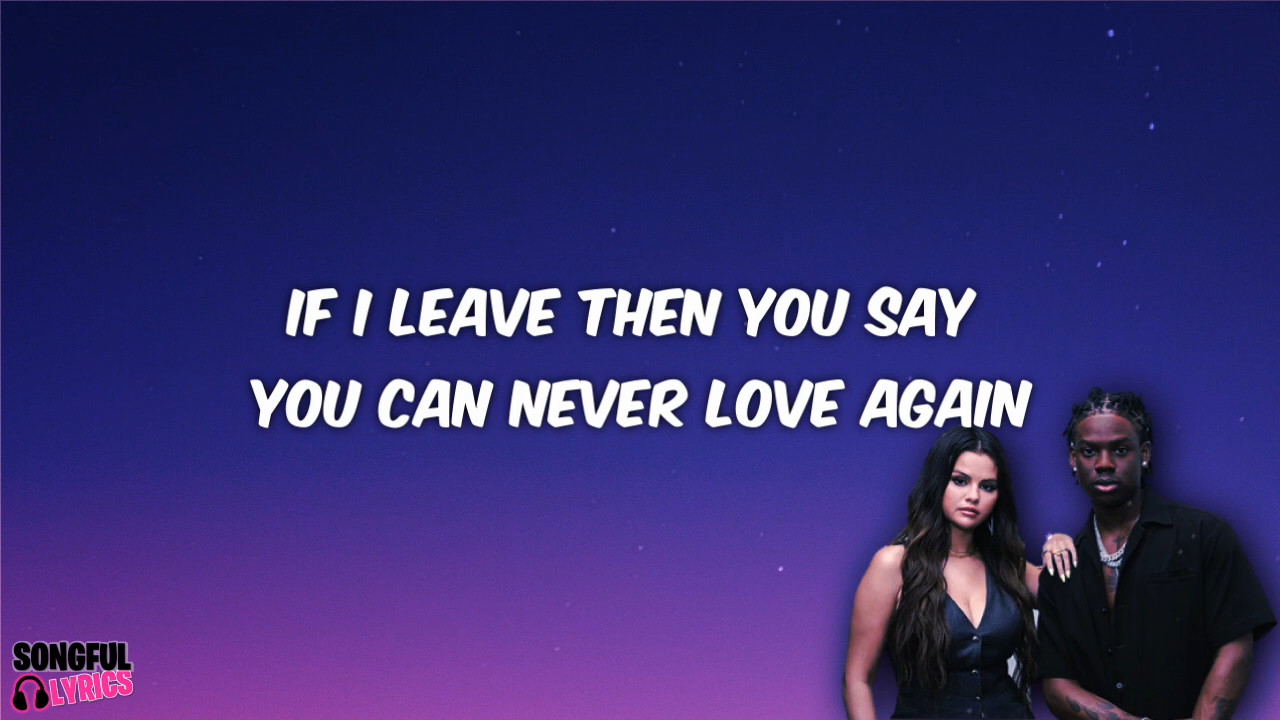 IF I LEAVE THEN YOU SAY
YOU CAN NEVER LOVE AGAIN
SONGFUL
LYRICS